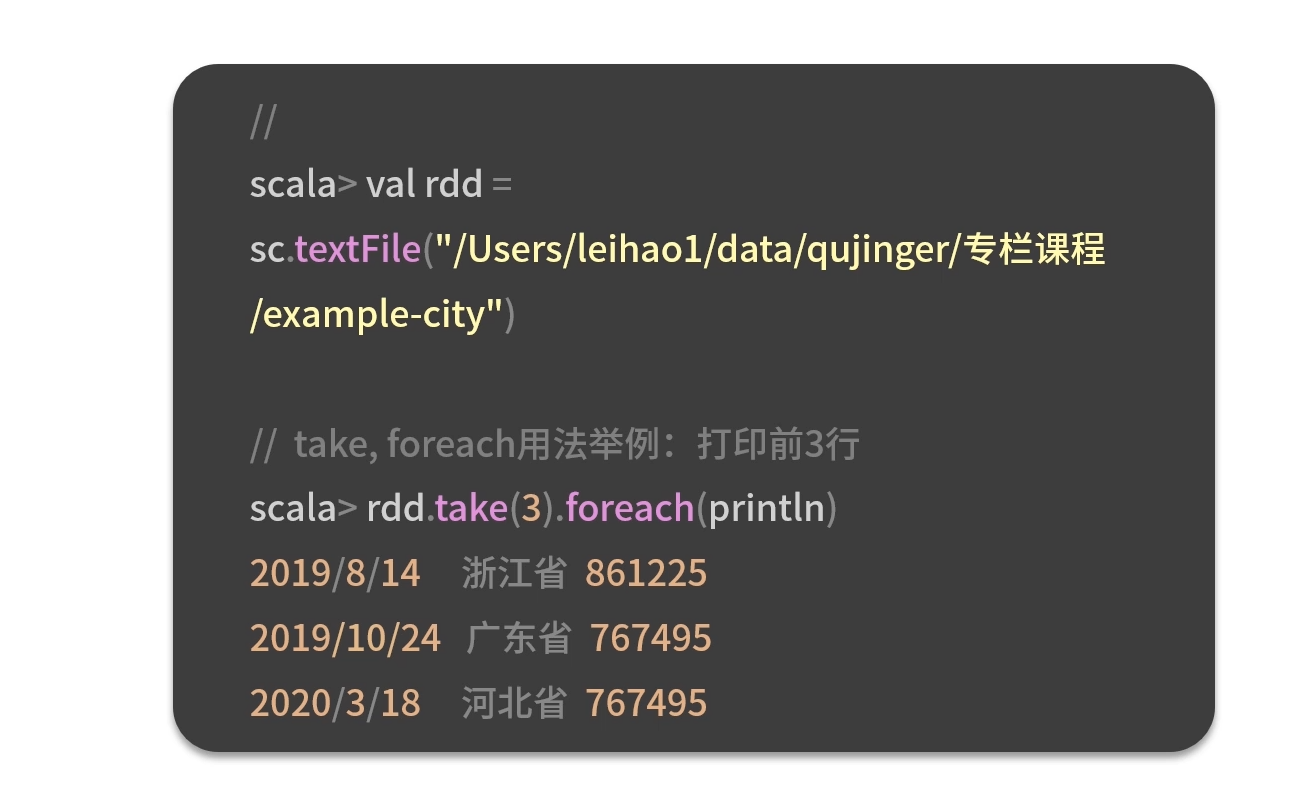 //
scala> val rdd =
sc.textFile("/Users/leihao1/data/qujinger/专栏课程
/example-city")
// take, foreach用法举例：打印前3行
scala> rdd.take(3).foreach(println)
2019/8/14 浙江省 861225
2019/10/24 广东省 767495
2020/3/18 河北省 767495